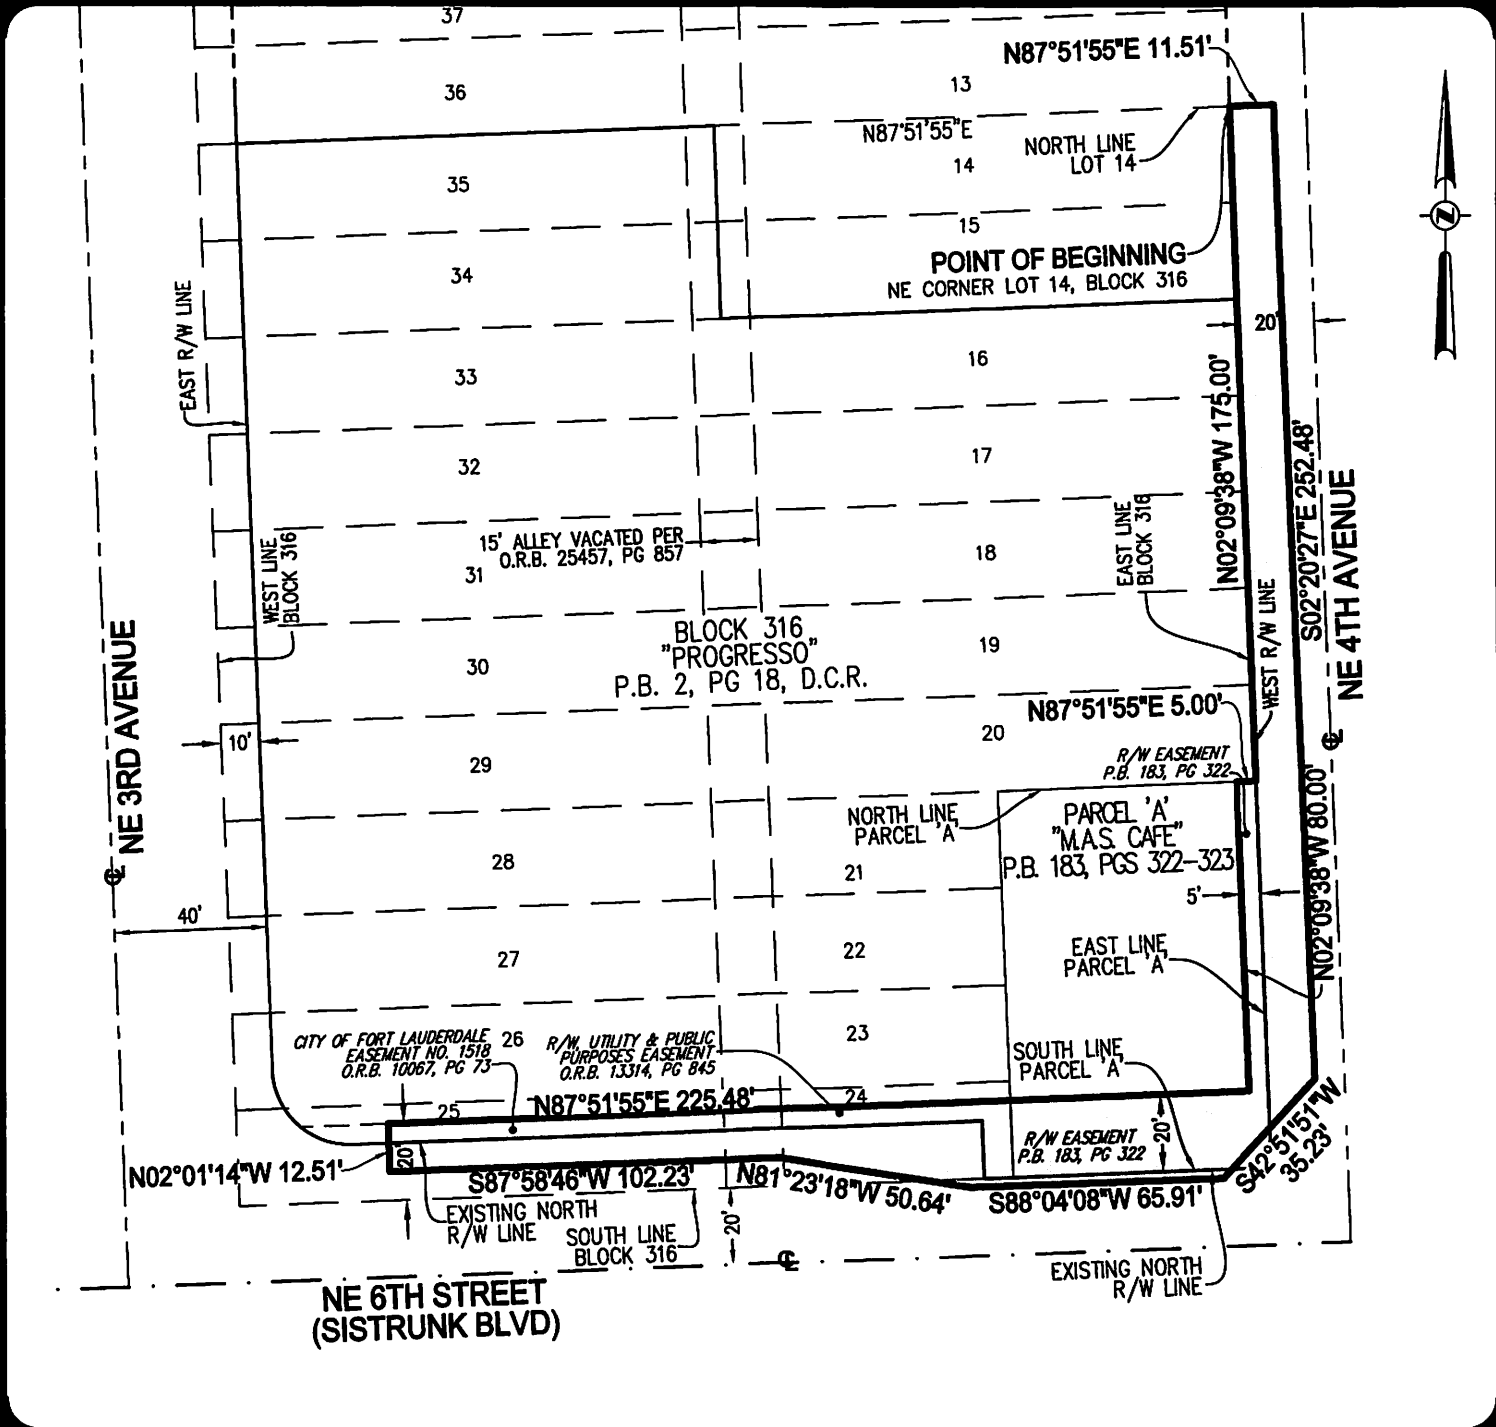 37
N87°51'55"E 11.51'
36
13
N87°51'55"E
NORTH LINE
LOT 14
14
35
15
POINT OF BEGINNING
NE CORNER LOT 14, BLOCK 316
34
20'
EAST R/W LINE
16
33
N02°09'38"W 175.00'
S02°20'27"E 252.48'
NE 4TH AVENUE
17
32
15' ALLEY VACATED PER
O.R.B. 25457, PG 857
18
EAST LINE
BLOCK 316
31
WEST LINE
BLOCK 316
BLOCK 316
"PROGRESSO"
P.B. 2, PG 18, D.C.R.
19
30
WEST R/W LINE
N87°51'55"E 5.00'
NE 3RD AVENUE
20
10'
29
R/W EASEMENT
P.B. 183, PG 322
NORTH LINE
PARCEL 'A'
PARCEL 'A'
"M.A.S. CAFE"
P.B. 183, PGS 322-323
N02°09'38"W 80.00'
28
21
5'
40'
27
22
EAST LINE
PARCEL 'A'
CITY OF FORT LAUDERDALE
EASEMENT NO. 1518
O.R.B. 10067, PG 73
26
R/W, UTILITY & PUBLIC
PURPOSES EASEMENT
O.R.B. 13314, PG 845
23
SOUTH LINE
PARCEL 'A'
25
N87°51'55"E 225.48'
24
R/W EASEMENT
P.B. 183, PG 322
20'
S42°51'51"W
35.23'
N02°01'14"W 12.51'
20'
S87°58'46"W 102.23'
N81°23'18"W 50.64'
S88°04'08"W 65.91'
EXISTING NORTH
R/W LINE
SOUTH LINE
BLOCK 316
20'
EXISTING NORTH
R/W LINE
NE 6TH STREET
(SISTRUNK BLVD)
Z